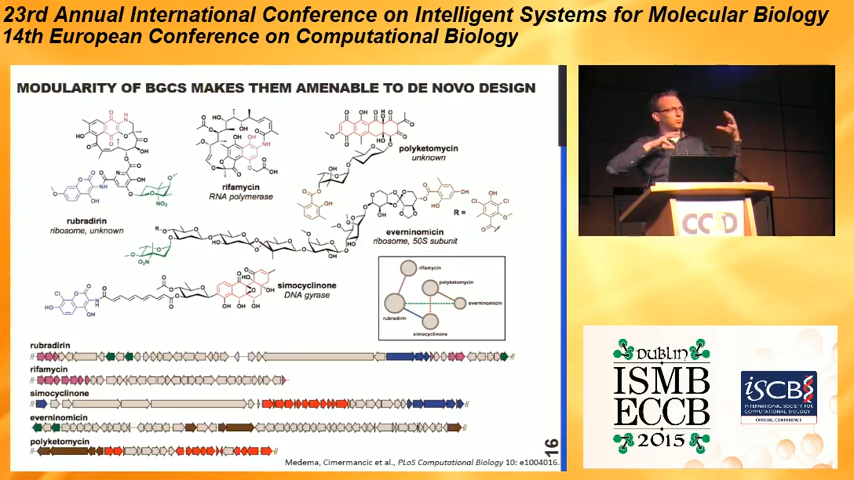 23rd Annual International Conference on Intelligent Systems for Molecular Biology
14th European Conference on Computational Biology
MODULARITY OF BGCS MAKES THEM AMENABLE TO DE NOVO DESIGN
polyketomycin
unknown
rifamycin
RNA polymerase
rubradirin
ribosome, unknown
R =
everninomicin
ribosome, 50S subunit
simocyclinone
DNA gyrase
rifamycin
polyketomycin
everninomicin
rubradirin
simocyclinone
rubradirin
rifamycin
simocyclinone
everninomicin
polyketomycin
Medema, Cimermancic et al., PLoS Computational Biology 10: e1004016.
16
DUBLIN
ISMB
ECCB
2015
ISCB
INTERNATIONAL SOCIETY FOR
COMPUTATIONAL BIOLOGY
OFFICIAL CONFERENCE